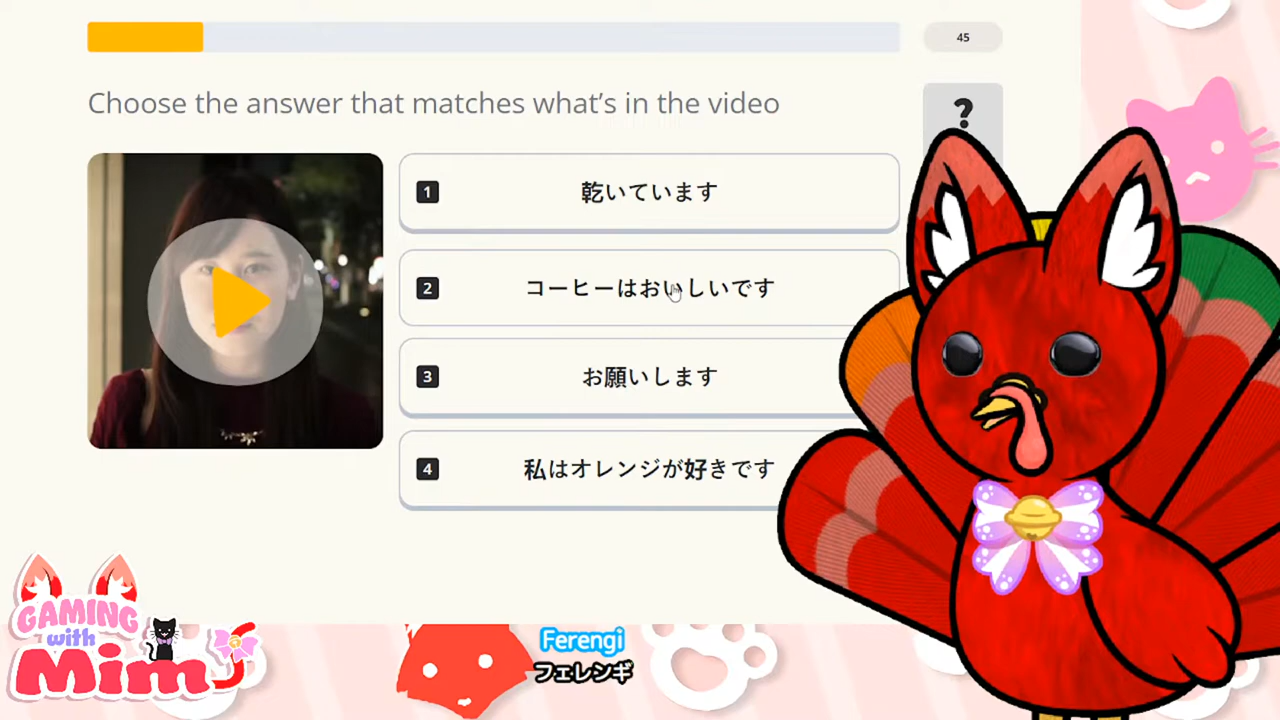 45
Choose the answer that matches what's in the video
?
1 乾いています
2 コーヒーはおいしいです
3 お願いします
4 私はオレンジが好きです
GAMING
with
Mim
Ferengi
フェレンギ